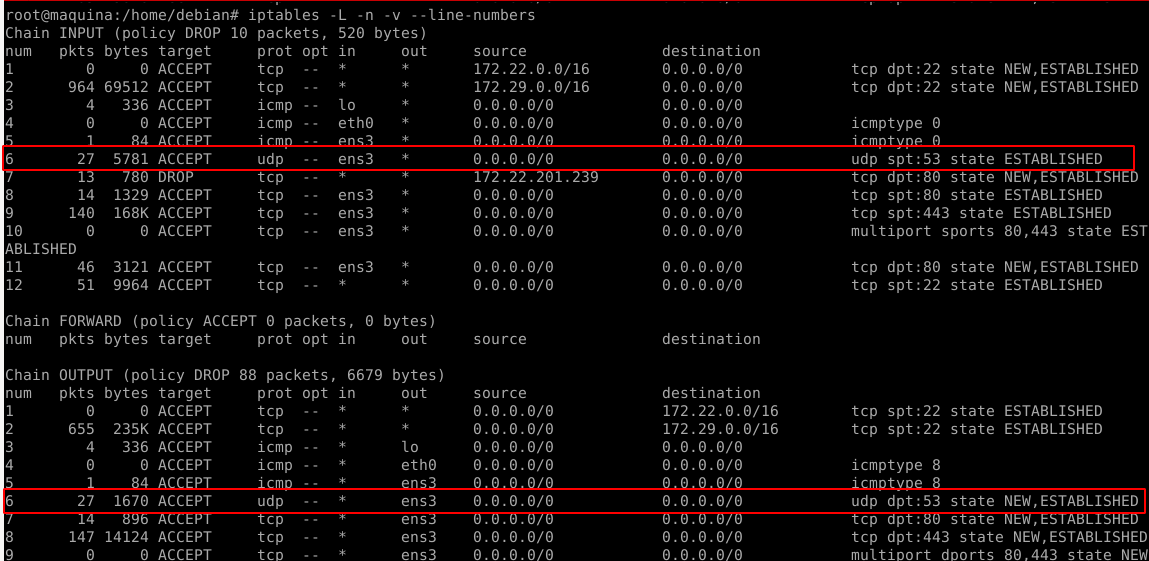 root@maquina:/home/debian# iptables -L -n -v --line-numbers
Chain INPUT (policy DROP 10 packets, 520 bytes)
num   pkts bytes target     prot opt in     out     source               destination
1        0     0 ACCEPT     tcp  --  *      *       172.22.0.0/16        0.0.0.0/0            tcp dpt:22 state NEW,ESTABLISHED
2      964 69512 ACCEPT     tcp  --  *      *       172.29.0.0/16        0.0.0.0/0            tcp dpt:22 state NEW,ESTABLISHED
3        4   336 ACCEPT     icmp --  lo     *       0.0.0.0/0            0.0.0.0/0
4        0     0 ACCEPT     icmp --  eth0   *       0.0.0.0/0            0.0.0.0/0            icmptype 0
5        1    84 ACCEPT     icmp --  ens3   *       0.0.0.0/0            0.0.0.0/0            icmptype 0
6       27  5781 ACCEPT     udp  --  ens3   *       0.0.0.0/0            0.0.0.0/0            udp spt:53 state ESTABLISHED
7       13   780 DROP       tcp  --  *      *       172.22.201.239       0.0.0.0/0            tcp dpt:80 state NEW,ESTABLISHED
8       14  1329 ACCEPT     tcp  --  ens3   *       0.0.0.0/0            0.0.0.0/0            tcp spt:80 state ESTABLISHED
9      140  168K ACCEPT     tcp  --  ens3   *       0.0.0.0/0            0.0.0.0/0            tcp spt:443 state ESTABLISHED
10       0     0 ACCEPT     tcp  --  ens3   *       0.0.0.0/0            0.0.0.0/0            multiport sports 80,443 state EST
ABLISHED
11      46  3121 ACCEPT     tcp  --  ens3   *       0.0.0.0/0            0.0.0.0/0            tcp dpt:80 state NEW,ESTABLISHED
12      51  9964 ACCEPT     tcp  --  *      *       0.0.0.0/0            0.0.0.0/0            tcp spt:22 state ESTABLISHED
Chain FORWARD (policy ACCEPT 0 packets, 0 bytes)
num   pkts bytes target     prot opt in     out     source               destination
Chain OUTPUT (policy DROP 88 packets, 6679 bytes)
num   pkts bytes target     prot opt in     out     source               destination
1        0     0 ACCEPT     tcp  --  *      *       0.0.0.0/0            172.22.0.0/16        tcp spt:22 state ESTABLISHED
2      655  235K ACCEPT     tcp  --  *      *       0.0.0.0/0            172.29.0.0/16        tcp spt:22 state ESTABLISHED
3        4   336 ACCEPT     icmp --  *      lo      0.0.0.0/0            0.0.0.0/0
4        0     0 ACCEPT     icmp --  *      eth0    0.0.0.0/0            0.0.0.0/0            icmptype 8
5        1    84 ACCEPT     icmp --  *      ens3    0.0.0.0/0            0.0.0.0/0            icmptype 8
6       27  1670 ACCEPT     udp  --  *      ens3    0.0.0.0/0            0.0.0.0/0            udp dpt:53 state NEW,ESTABLISHED
7       14   896 ACCEPT     tcp  --  *      ens3    0.0.0.0/0            0.0.0.0/0            tcp dpt:80 state NEW,ESTABLISHED
8      147 14124 ACCEPT     tcp  --  *      ens3    0.0.0.0/0            0.0.0.0/0            tcp dpt:443 state NEW,ESTABLISHED
9        0     0 ACCEPT     tcp  --  *      ens3    0.0.0.0/0            0.0.0.0/0            multiport dports 80,443 state NEW